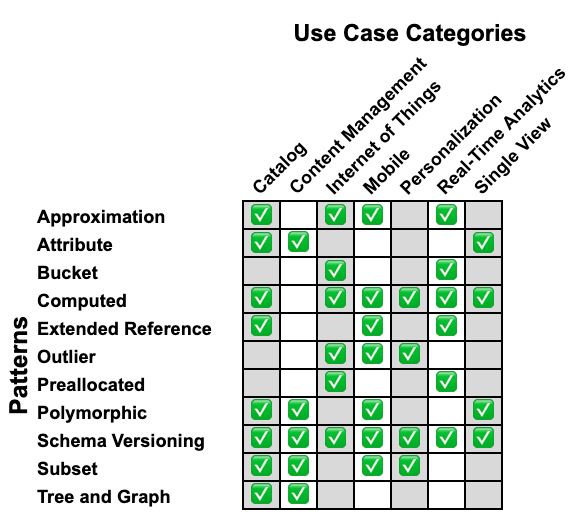 Use Case Categories
Catalog
Content Management
Internet of Things
Mobile
Personalization
Real-Time Analytics
Single View
Patterns
Approximation
Attribute
Bucket
Computed
Extended Reference
Outlier
Preallocated
Polymorphic
Schema Versioning
Subset
Tree and Graph